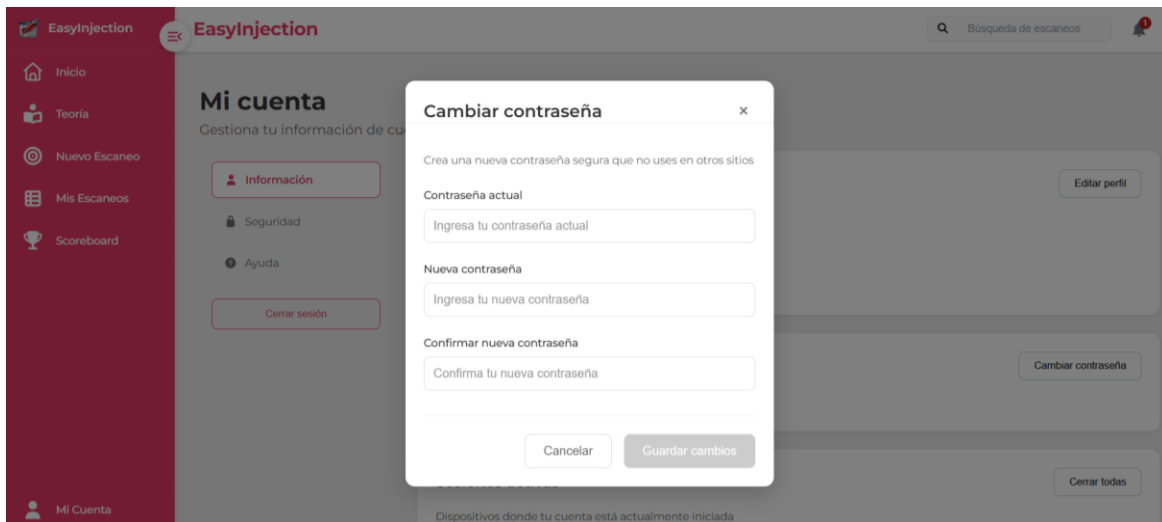 EasyInjection
EasyInjection
Búsqueda de escaneos
1
Inicio
Teoría
Nuevo Escaneo
Mis Escaneos
Scoreboard
Mi Cuenta
Mi cuenta
Gestiona tu información de cu
Información
Seguridad
Ayuda
Cerrar sesión
Cambiar contraseña
×
Crea una nueva contraseña segura que no uses en otros sitios
Contraseña actual
Ingresa tu contraseña actual
Nueva contraseña
Ingresa tu nueva contraseña
Confirmar nueva contraseña
Confirma tu nueva contraseña
Cancelar
Guardar cambios
Editar perfil
Cambiar contraseña
Cerrar todas
Dispositivos donde tu cuenta está actualmente iniciada